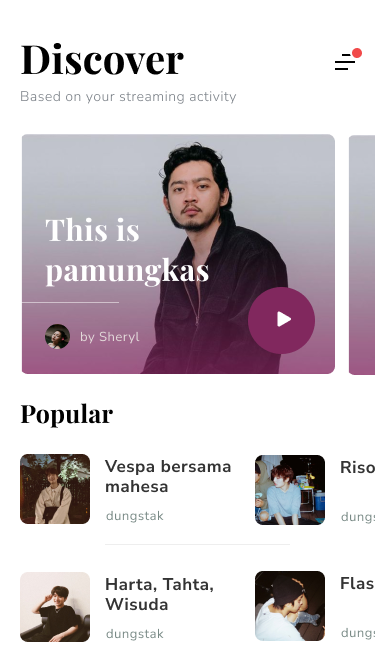 Discover
Based on your streaming activity
This is
pamungkas
by Sheryl
Popular
Vespa bersama
mahesa
dungstak
Riso
dungs
Harta, Tahta,
Wisuda
dungstak
Flas
dungs